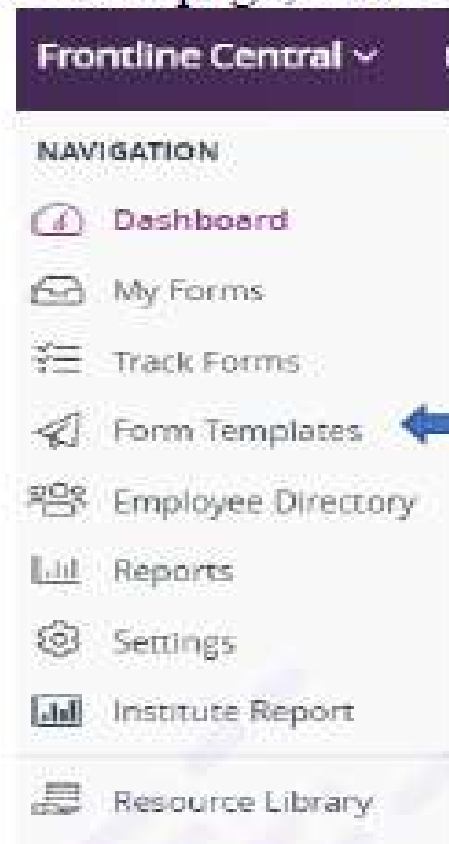 Frontline Central
NAVIGATION
Dashboard
My Forms
Track Forms
Form Templates
Employee Directory
Reports
Settings
Institute Report
Resource Library